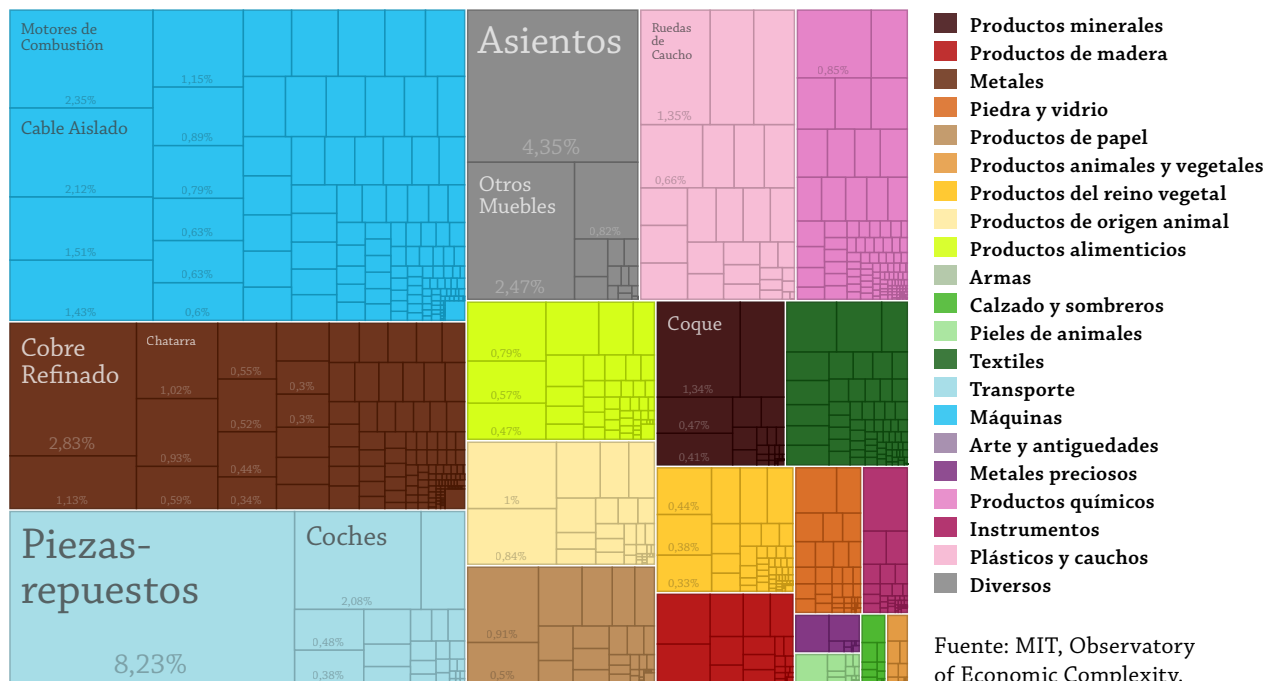 Motores de
Combustión
2,35%
Cable Aislado
2,12%
1,51%
1,43%
1,15%
0,89%
0,79%
0,63%
0,63%
0,6%
Cobre
Refinado
2,83%
1,13%
Chatarra
1,02%
0,93%
0,59%
0,55%
0,52%
0,44%
0,34%
0,3%
0,3%
Piezas-
repuestos
8,23%
Coches
2,08%
0,48%
0,38%
Asientos
4,35%
Otros
Muebles
2,47%
0,82%
Ruedas
de
Caucho
1,35%
0,66%
0,85%
0,79%
0,57%
0,47%
1%
0,84%
0,91%
0,5%
Coque
1,34%
0,47%
0,41%
0,44%
0,38%
0,33%
Productos minerales
Productos de madera
Metales
Piedra y vidrio
Productos de papel
Productos animales y vegetales
Productos del reino vegetal
Productos de origen animal
Productos alimenticios
Armas
Calzado y sombreros
Pieles de animales
Textiles
Transporte
Máquinas
Arte y antiguedades
Metales preciosos
Productos químicos
Instrumentos
Plásticos y cauchos
Diversos
Fuente: MIT, Observatory
of Economic Complexity.